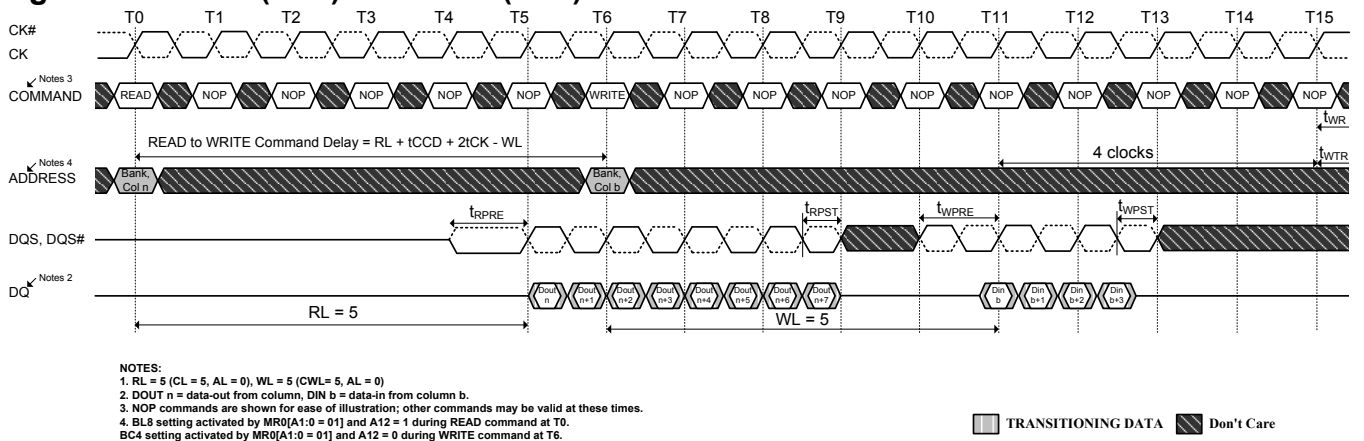 T0 T1 T2 T3 T4 T5 T6 T7 T8 T9 T10 T11 T12 T13 T14 T15
CK#
CK
Notes 3
COMMAND READ NOP NOP NOP NOP NOP WRITE NOP NOP NOP NOP NOP NOP NOP NOP NOP
tWR
READ to WRITE Command Delay = RL + tCCD + 2tCK - WL
4 clocks
tWTR
Notes 4
ADDRESS Bank, Col n Bank, Col b
tRPRE tRPST tWPRE tWPST
DQS, DQS#
Notes 2
DQ Dout n Dout n+1 Dout n+2 Dout n+3 Dout n+4 Dout n+5 Dout n+6 Dout n+7 Din b Din b+1 Din b+2 Din b+3
RL = 5 WL = 5
NOTES:
1. RL = 5 (CL = 5, AL = 0), WL = 5 (CWL= 5, AL = 0)
2. DOUT n = data-out from column, DIN b = data-in from column b.
3. NOP commands are shown for ease of illustration; other commands may be valid at these times.
4. BL8 setting activated by MR0[A1:0 = 01] and A12 = 1 during READ command at T0.
BC4 setting activated by MR0[A1:0 = 01] and A12 = 0 during WRITE command at T6.
TRANSITIONING DATA Don't Care